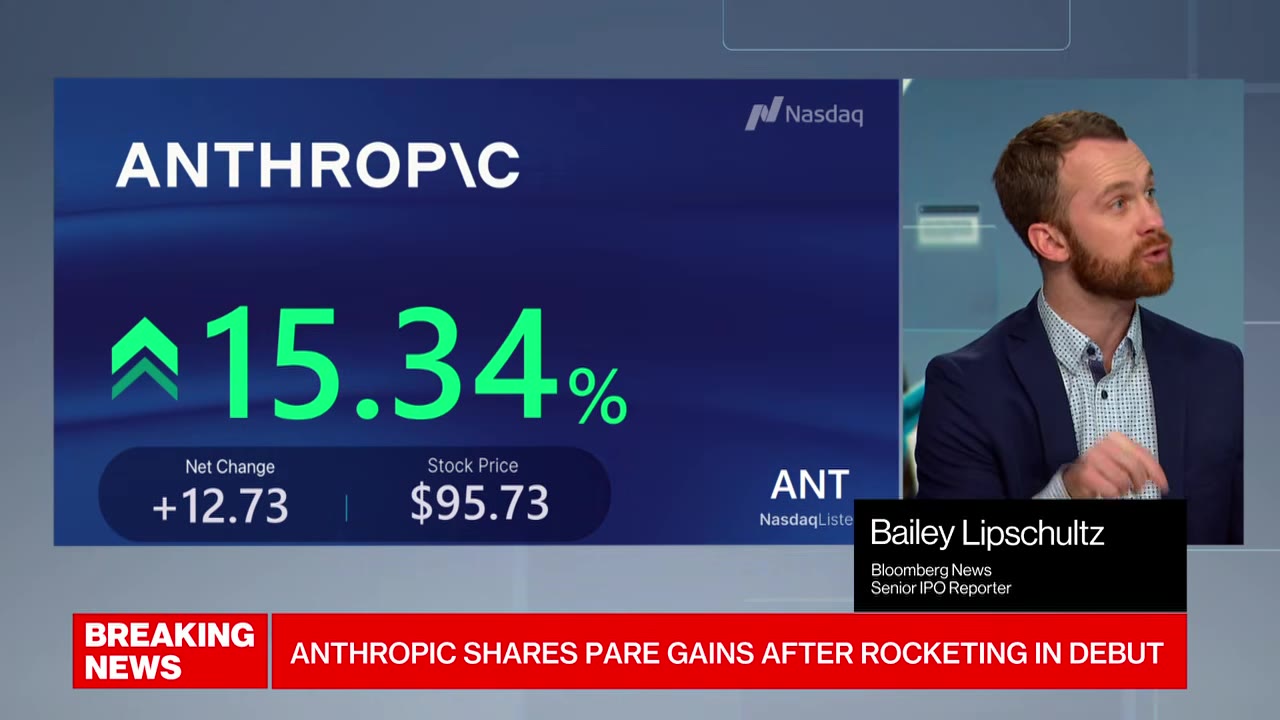 Nasdaq
ANTHROP\C
15.34%
Net Change
+12.73
Stock Price
$95.73
ANT
NasdaqListe
Bailey Lipschultz
Bloomberg News
Senior IPO Reporter
BREAKING
NEWS
ANTHROPIC SHARES PARE GAINS AFTER ROCKETING IN DEBUT